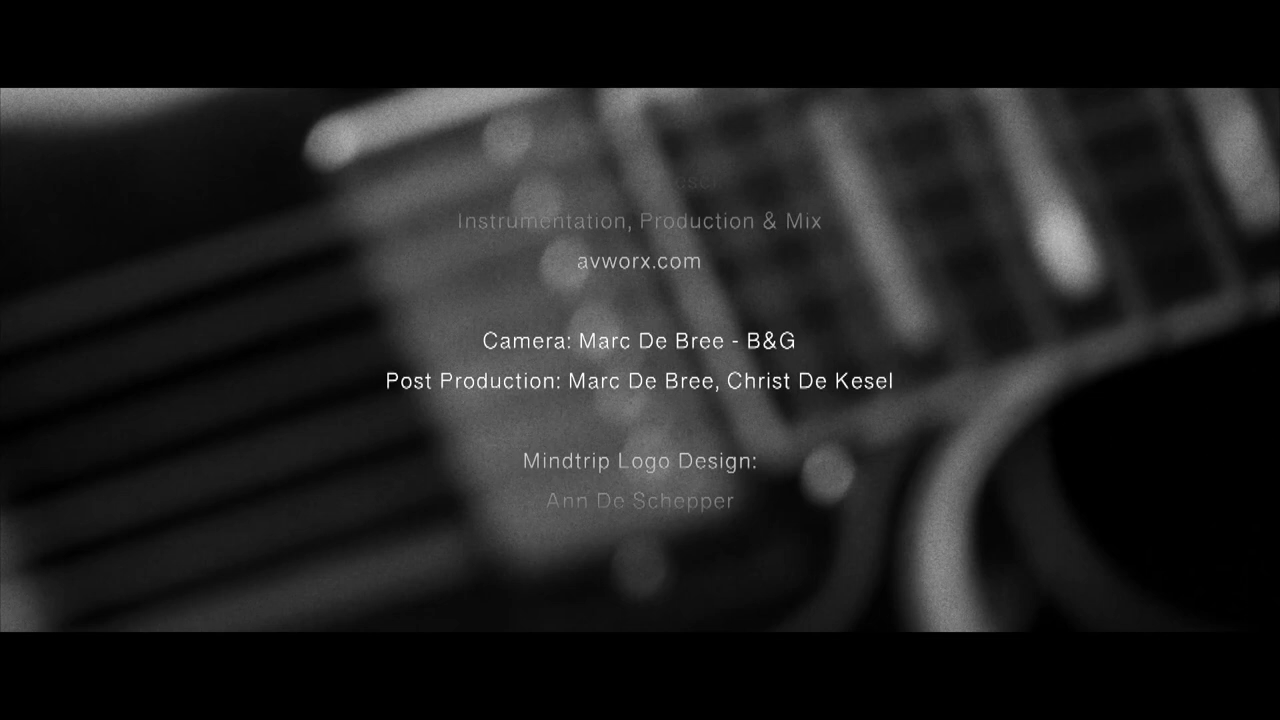 Instrumentation, Production & Mix
avworx.com
Camera: Marc De Bree - B&G
Post Production: Marc De Bree, Christ De Kesel
Mindtrip Logo Design:
Ann De Schepper